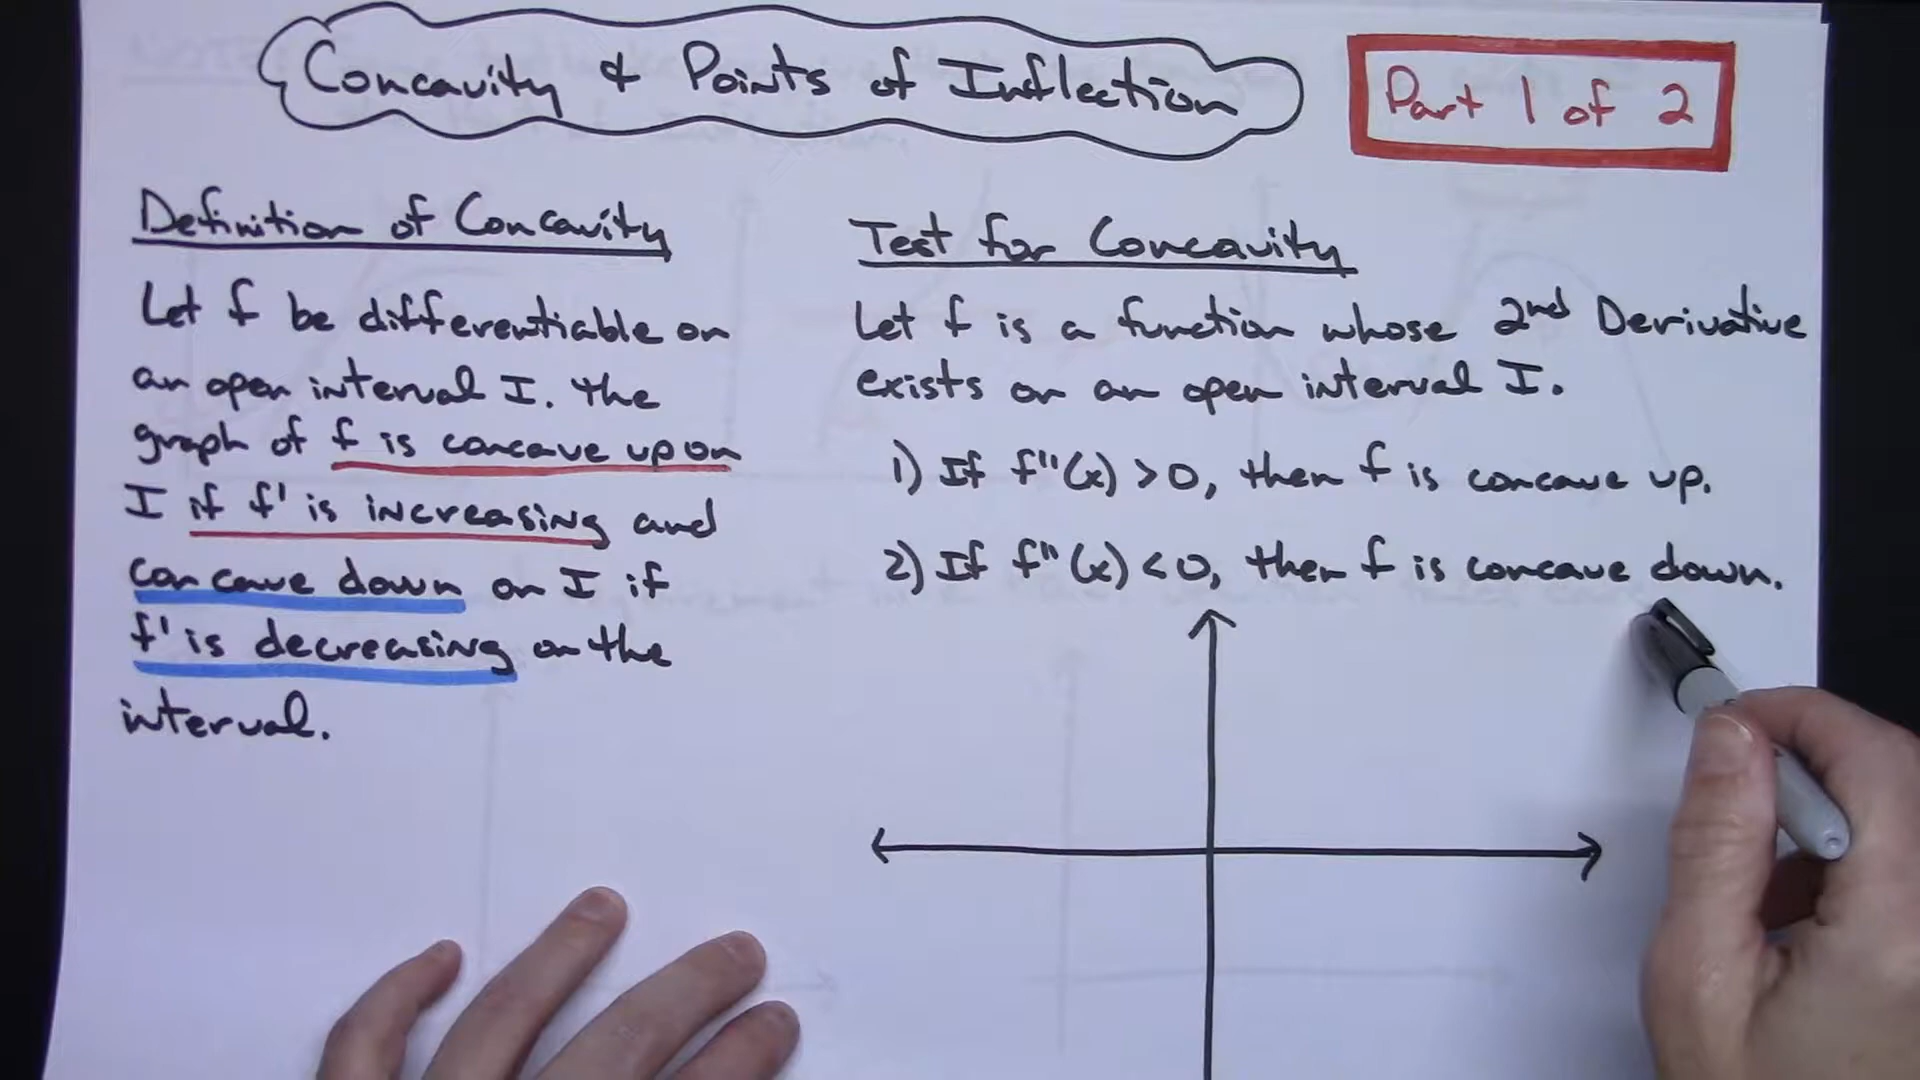 Concavity & Points of Inflection
Part 1 of 2
Definition of Concavity
Let f be differentiable on
an open interval I. The
graph of f is concave up on
I if f' is increasing and
concave down on I if
f' is decreasing on the
interval.
Test for Concavity
Let f is a function whose 2nd Derivative
exists on an open interval I.
1) If f"(x) > 0, then f is concave up.
2) If f"(x) < 0, then f is concave down.